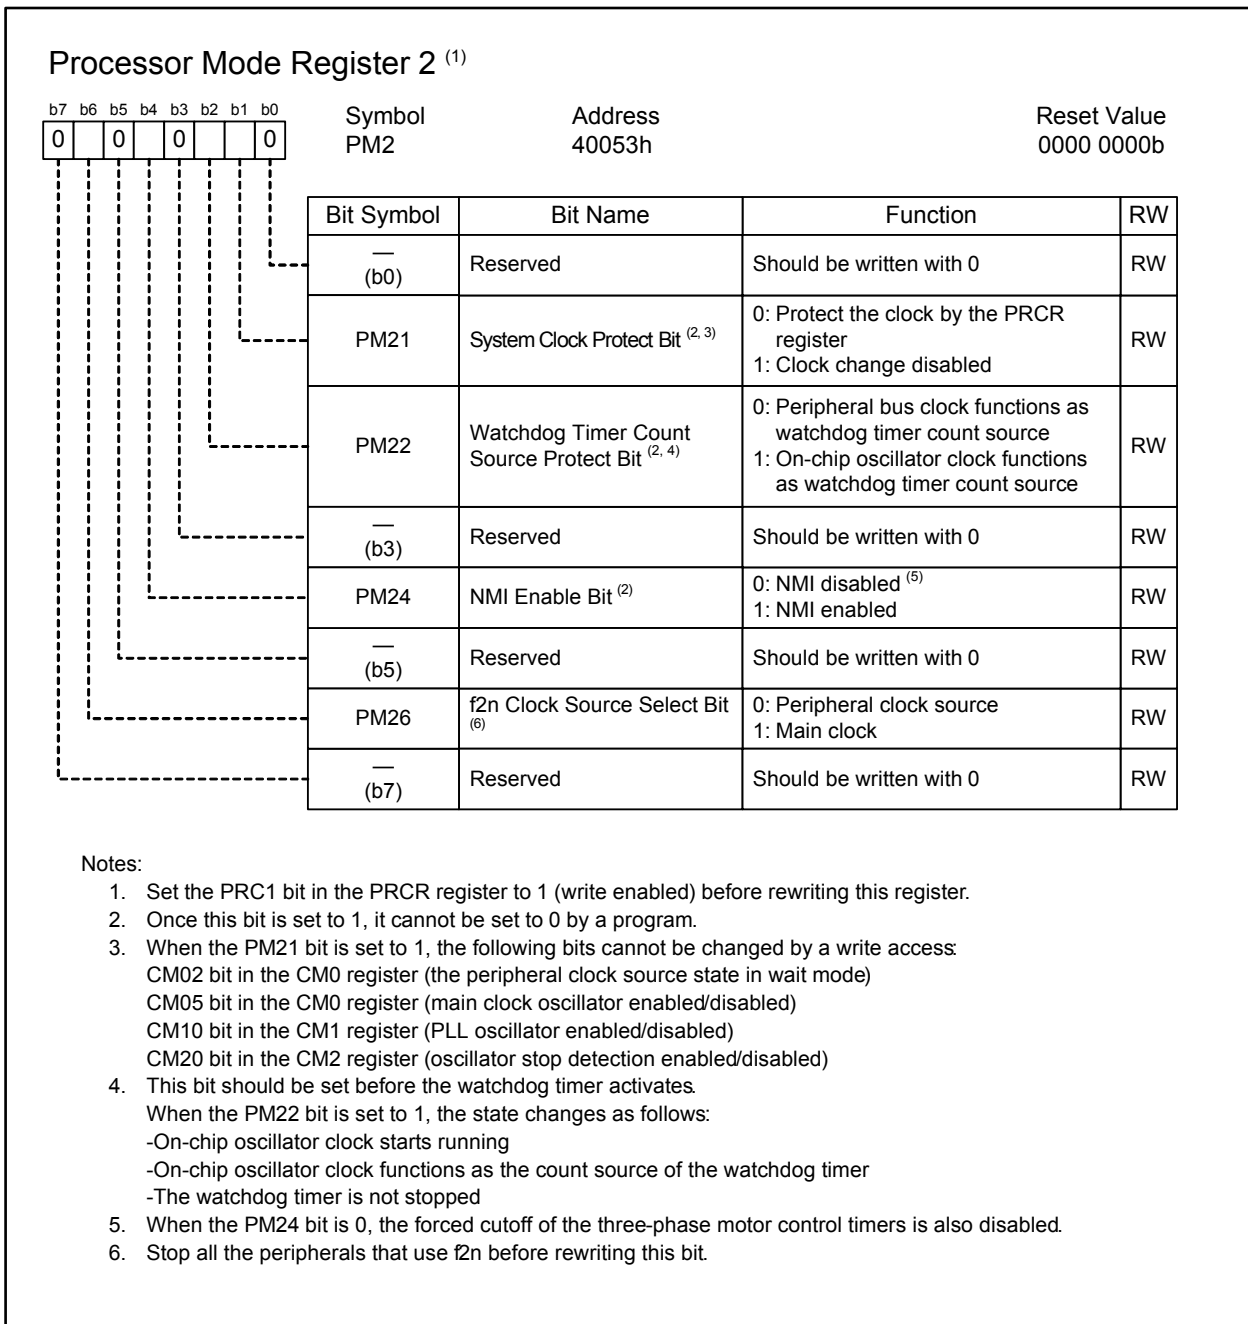 Processor Mode Register 2 (1)
b7 b6 b5 b4 b3 b2 b1 b0
0 0 0 0
Symbol Address Reset Value
PM2 40053h 0000 0000b
Bit Symbol Bit Name Function RW
—
(b0) Reserved Should be written with 0 RW
PM21 System Clock Protect Bit (2, 3) 0: Protect the clock by the PRCR
register
1: Clock change disabled RW
PM22 Watchdog Timer Count
Source Protect Bit (2, 4) 0: Peripheral bus clock functions as
watchdog timer count source
1: On-chip oscillator clock functions
as watchdog timer count source RW
—
(b3) Reserved Should be written with 0 RW
PM24 NMI Enable Bit (2) 0: NMI disabled (5)
1: NMI enabled RW
—
(b5) Reserved Should be written with 0 RW
PM26 f2n Clock Source Select Bit
(6) 0: Peripheral clock source
1: Main clock RW
—
(b7) Reserved Should be written with 0 RW
Notes:
1. Set the PRC1 bit in the PRCR register to 1 (write enabled) before rewriting this register.
2. Once this bit is set to 1, it cannot be set to 0 by a program.
3. When the PM21 bit is set to 1, the following bits cannot be changed by a write access:
CM02 bit in the CM0 register (the peripheral clock source state in wait mode)
CM05 bit in the CM0 register (main clock oscillator enabled/disabled)
CM10 bit in the CM1 register (PLL oscillator enabled/disabled)
CM20 bit in the CM2 register (oscillator stop detection enabled/disabled)
4. This bit should be set before the watchdog timer activates.
When the PM22 bit is set to 1, the state changes as follows:
-On-chip oscillator clock starts running
-On-chip oscillator clock functions as the count source of the watchdog timer
-The watchdog timer is not stopped
5. When the PM24 bit is 0, the forced cutoff of the three-phase motor control timers is also disabled.
6. Stop all the peripherals that use f2n before rewriting this bit.